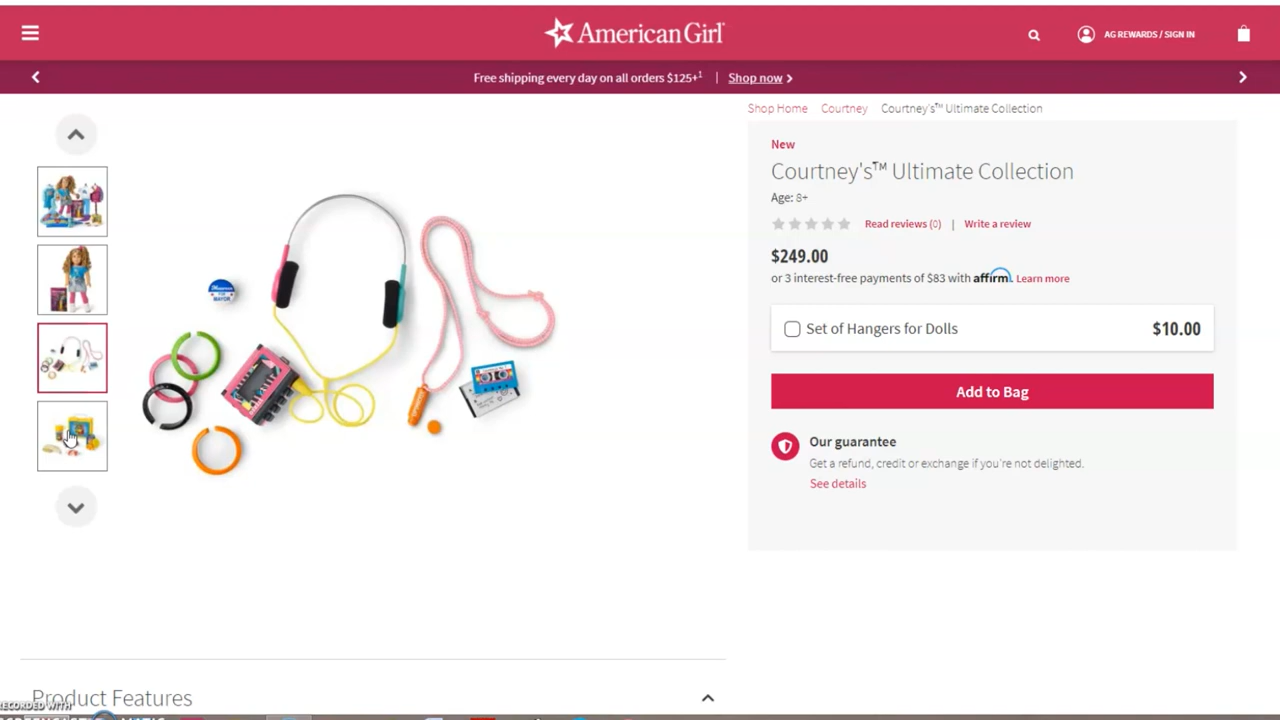 American Girl
AG REWARDS / SIGN IN
Free shipping every day on all orders $125+¹ | Shop now
Shop Home Courtney Courtney's™ Ultimate Collection
New
Courtney's™ Ultimate Collection
Age: 8+
Read reviews (0) | Write a review
$249.00
or 3 interest-free payments of $83 with affirm. Learn more
Set of Hangers for Dolls $10.00
MAYOR
Add to Bag
Our guarantee
Get a refund, credit or exchange if you're not delighted.
See details
Product Features
RECORDED WITH